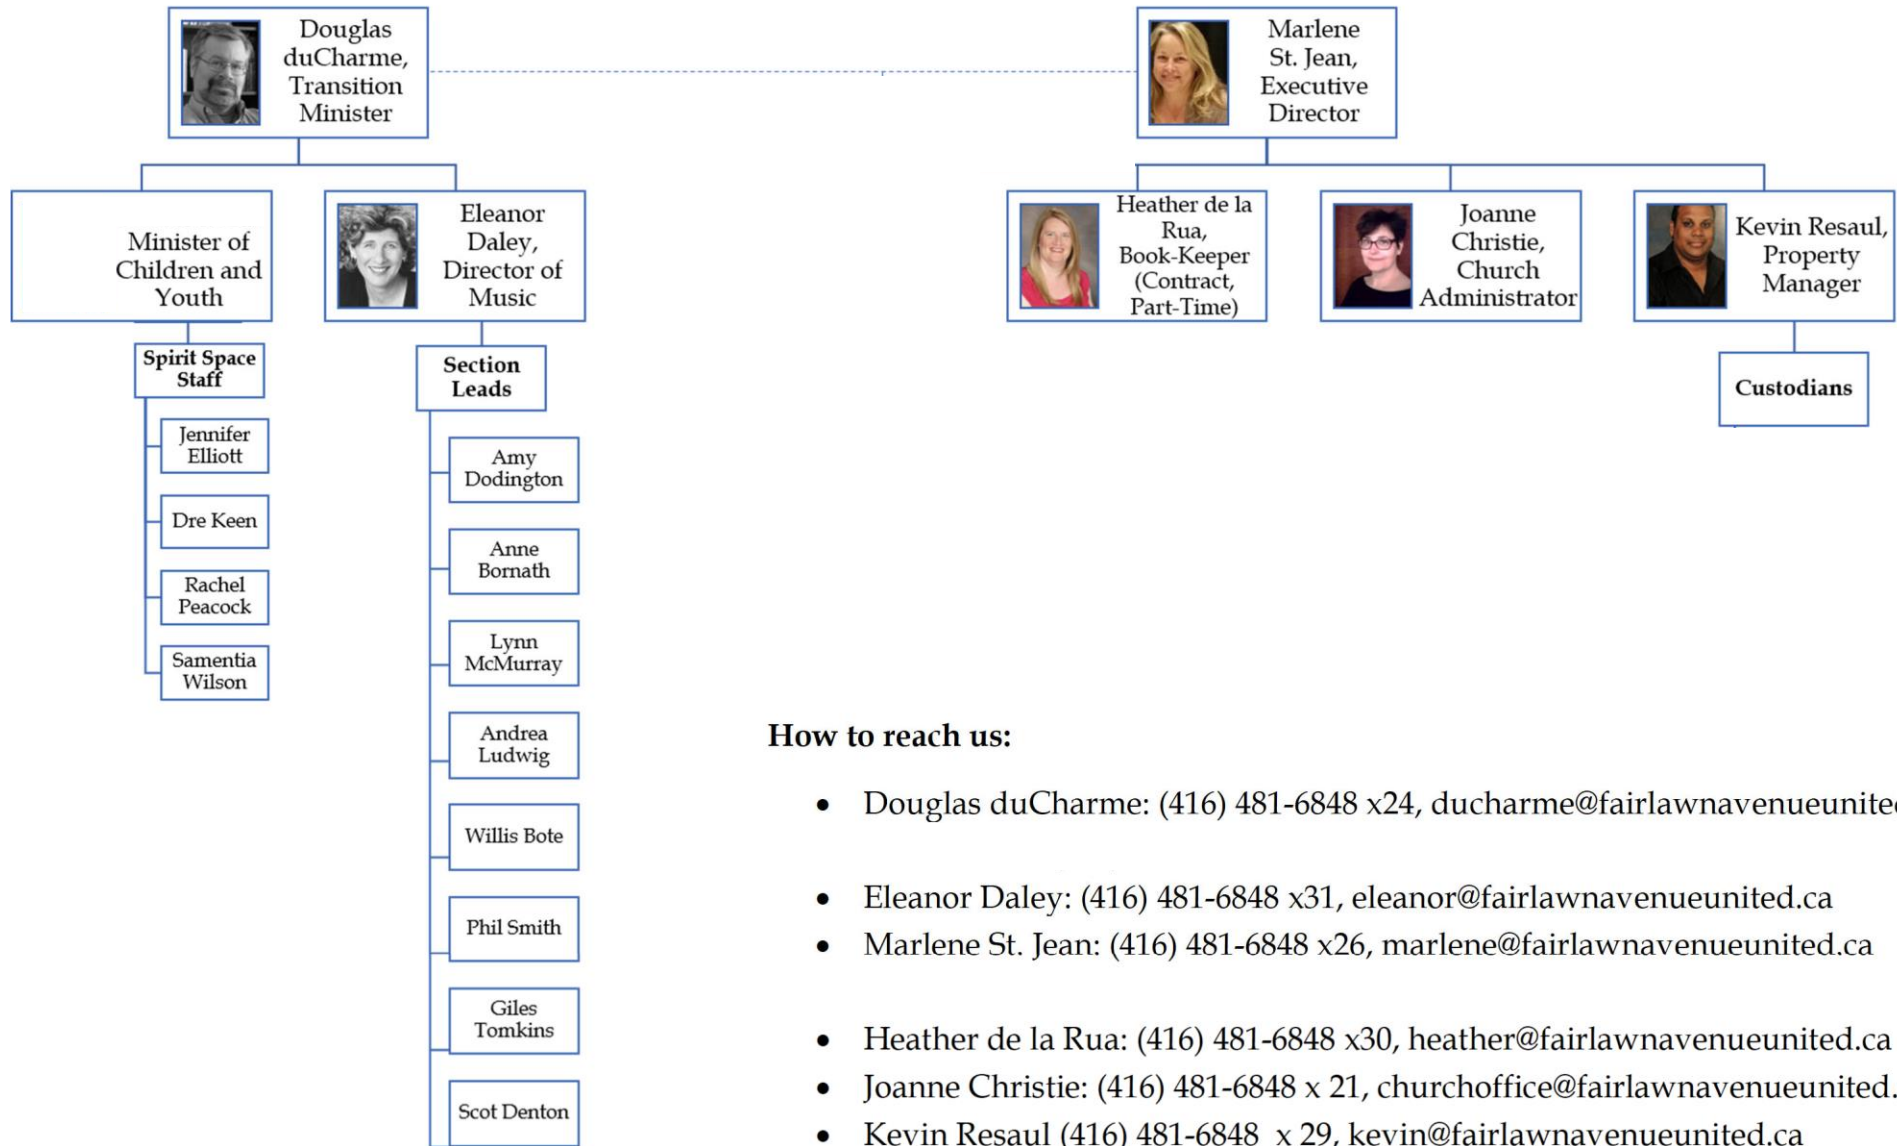 Douglas
duCharme,
Transition
Minister
Marlene
St. Jean,
Executive
Director
Minister of
Children and
Youth
Eleanor
Daley,
Director of
Music
Heather de la
Rua,
Book-Keeper
(Contract,
Part-Time)
Joanne
Christie,
Church
Administrator
Kevin Resaul,
Property
Manager
Spirit Space
Staff
Jennifer
Elliott
Dre Keen
Rachel
Peacock
Samentia
Wilson
Section
Leads
Amy
Dodington
Anne
Bornath
Lynn
McMurray
Andrea
Ludwig
Willis Bote
Phil Smith
Giles
Tomkins
Scot Denton
Custodians
How to reach us:
• Douglas duCharme: (416) 481-6848 x24, ducharme@fairlawnavenueunite
• Eleanor Daley: (416) 481-6848 x31, eleanor@fairlawnavenueunited.ca
• Marlene St. Jean: (416) 481-6848 x26, marlene@fairlawnavenueunited.ca
• Heather de la Rua: (416) 481-6848 x30, heather@fairlawnavenueunited.ca
• Joanne Christie: (416) 481-6848 x 21, churchoffice@fairlawnavenueunited.
• Kevin Resaul (416) 481-6848 x 29, kevin@fairlawnavenueunited.ca